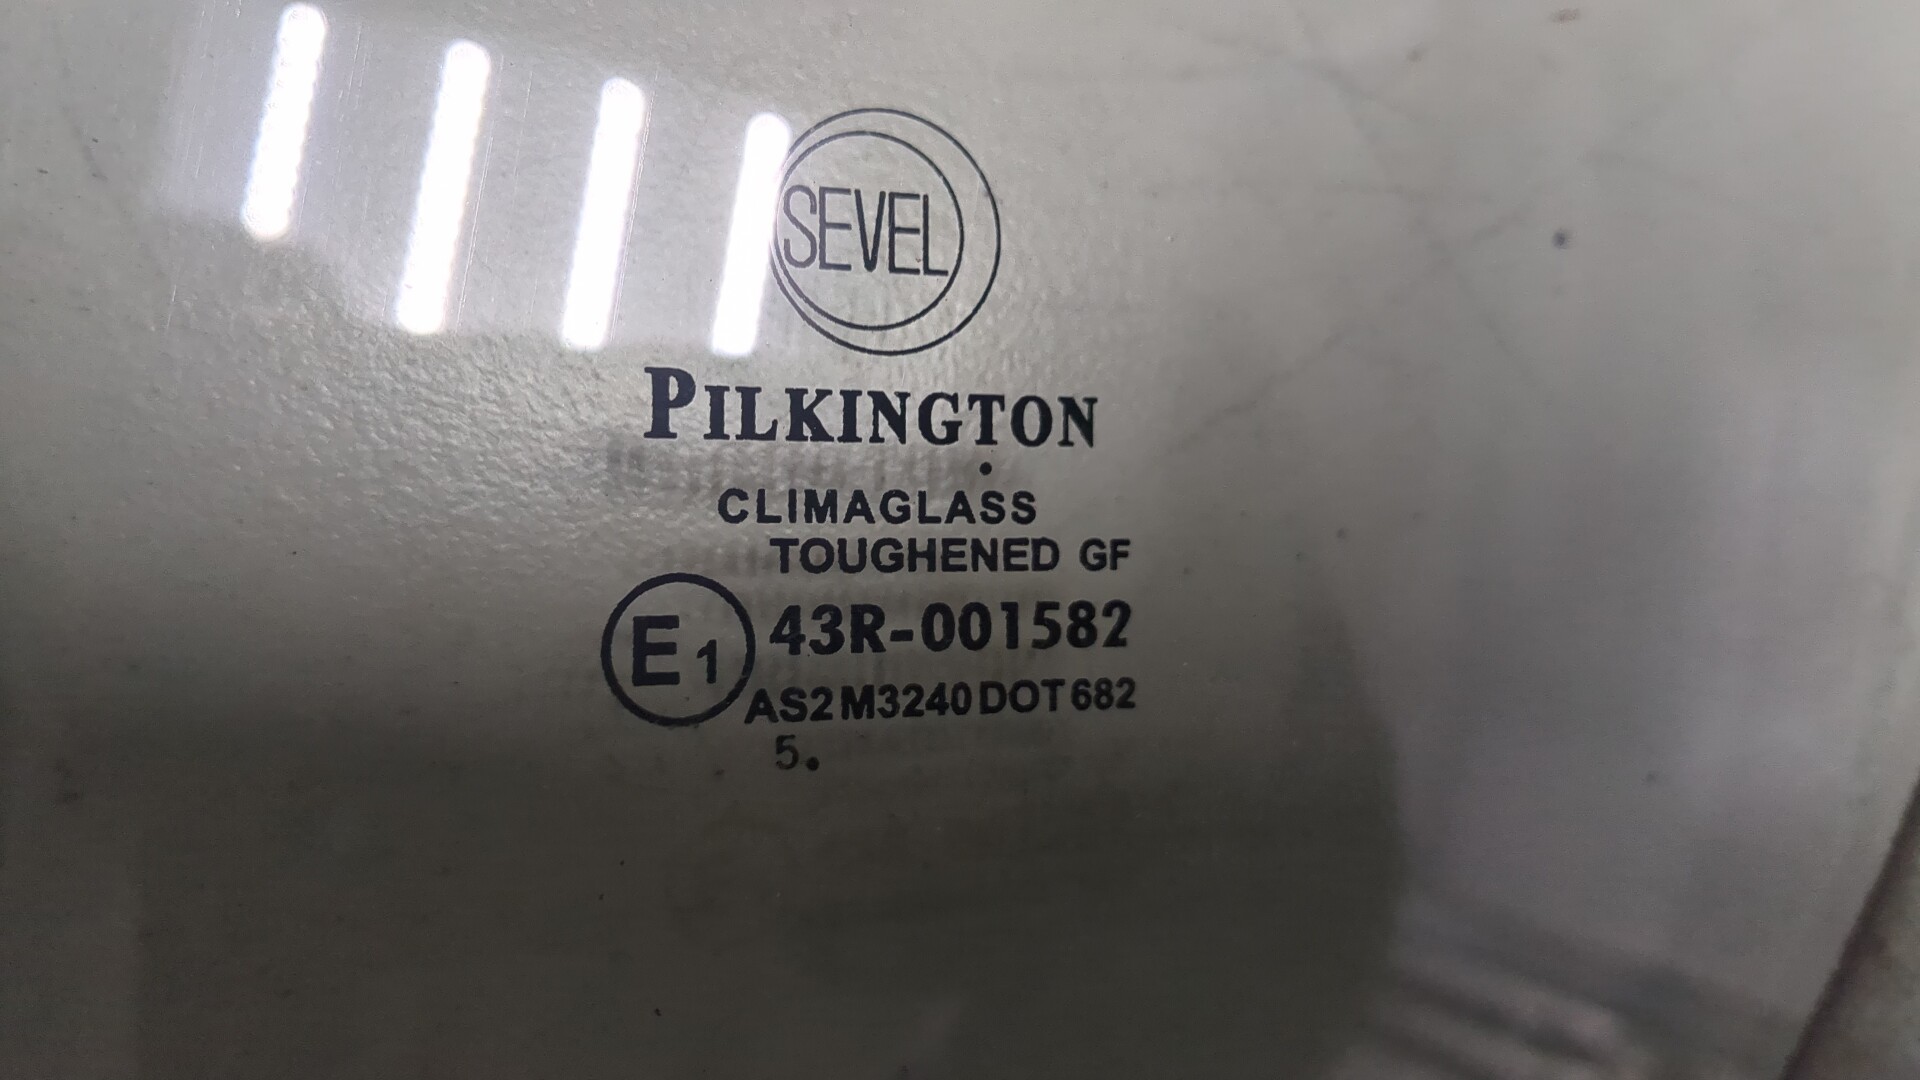 SEVEL
PILKINGTON
CLIMAGLASS
TOUGHENED GF
E1 43R-001582
AS2 M3240 DOT 682
5.